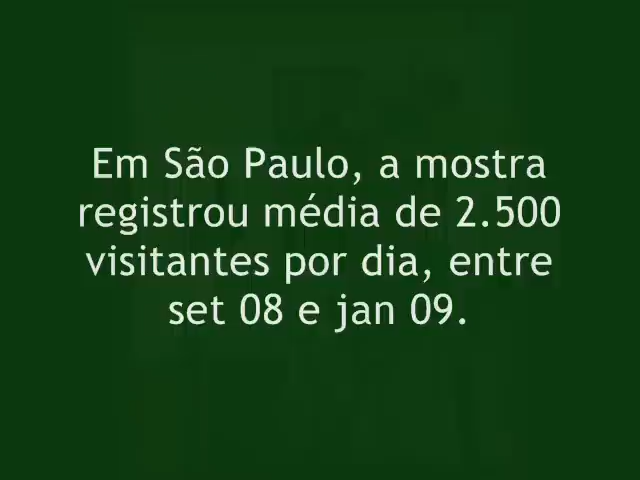 Em São Paulo, a mostra
registrou média de 2.500
visitantes por dia, entre
set 08 e jan 09.